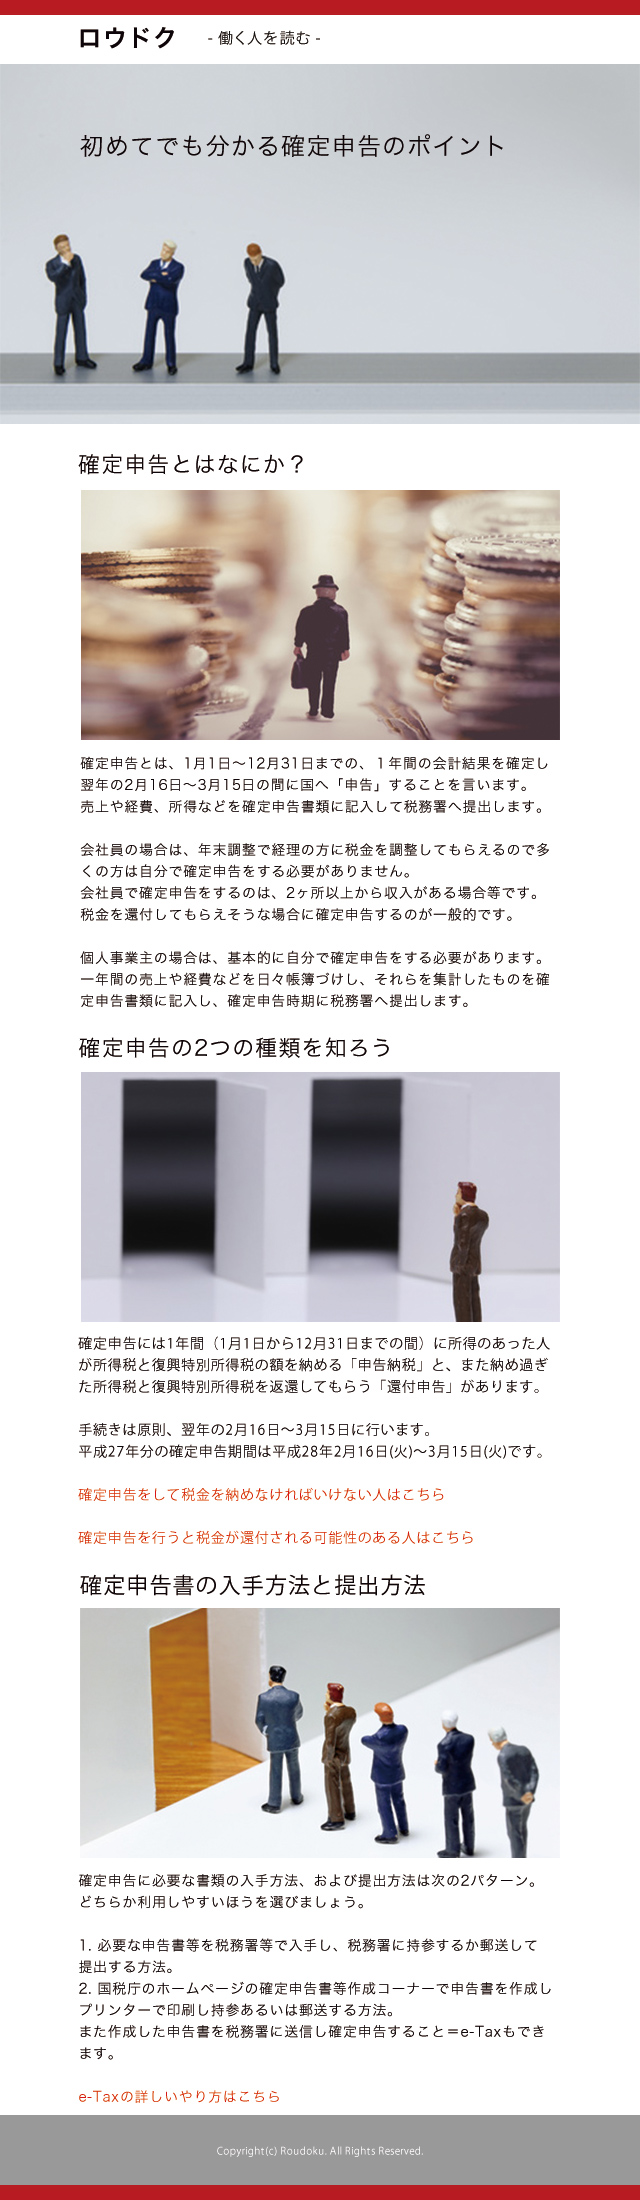 ロウドク - 働く人を読む -
初めてでも分かる確定申告のポイント
確定申告とはなにか？
確定申告とは、1月1日〜12月31日までの、１年間の会計結果を確定し
翌年の2月16日〜3月15日の間に国へ「申告」することを言います。
売上や経費、所得などを確定申告書類に記入して税務署へ提出します。
会社員の場合は、年末調整で経理の方に税金を調整してもらえるので多
くの方は自分で確定申告をする必要がありません。
会社員で確定申告をするのは、2ヶ所以上から収入がある場合等です。
税金を還付してもらえそうな場合に確定申告するのが一般的です。
個人事業主の場合は、基本的に自分で確定申告をする必要があります。
一年間の売上や経費などを日々帳簿づけし、それらを集計したものを確
定申告書類に記入し、確定申告時期に税務署へ提出します。
確定申告の2つの種類を知ろう
確定申告には1年間（1月1日から12月31日までの間）に所得のあった人
が所得税と復興特別所得税の額を納める「申告納税」と、また納め過ぎ
た所得税と復興特別所得税を返還してもらう「還付申告」があります。
手続きは原則、翌年の2月16日〜3月15日に行います。
平成27年分の確定申告期間は平成28年2月16日(火)〜3月15日(火)です。
確定申告をして税金を納めなければいけない人はこちら
確定申告を行うと税金が還付される可能性のある人はこちら
確定申告書の入手方法と提出方法
確定申告に必要な書類の入手方法、および提出方法は次の2パターン。
どちらか利用しやすいほうを選びましょう。
1. 必要な申告書等を税務署等で入手し、税務署に持参するか郵送して
提出する方法。
2. 国税庁のホームページの確定申告書等作成コーナーで申告書を作成し
プリンターで印刷し持参あるいは郵送する方法。
また作成した申告書を税務署に送信し確定申告すること＝e-Taxもでき
ます。
e-Taxの詳しいやり方はこちら
Copyright(c) Roudoku. All Rights Reserved.